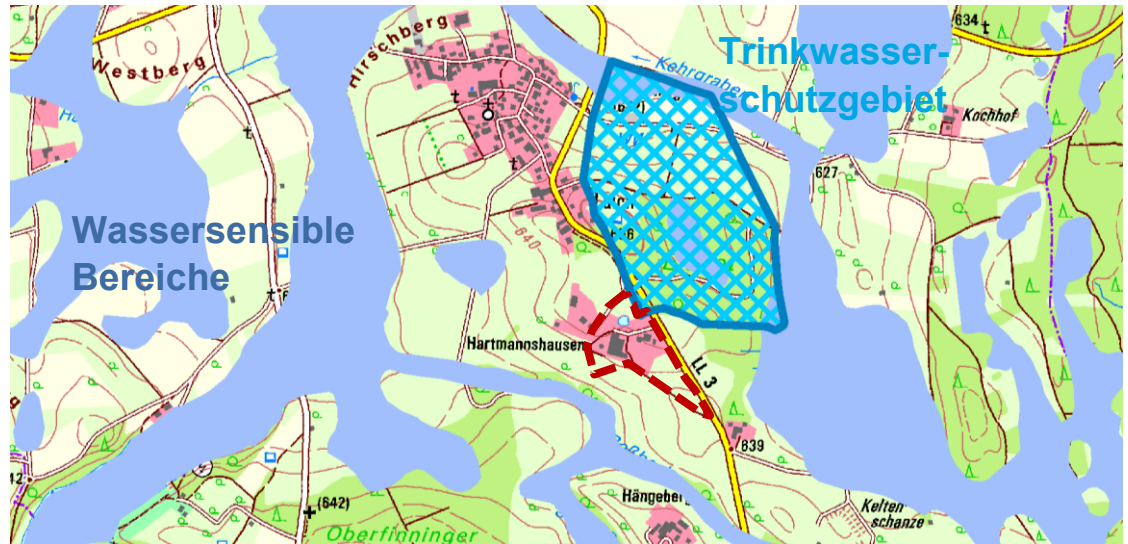 634
Westberg
Hirschberg
Trinkwasser-
schutzgebiet
Kehrgraben
Kochhof
627
Wassersensible
Bereiche
640
Hartmannshausen
LL 3
639
(642)
Hängeber
Kelten
schanze
Oberfinninger